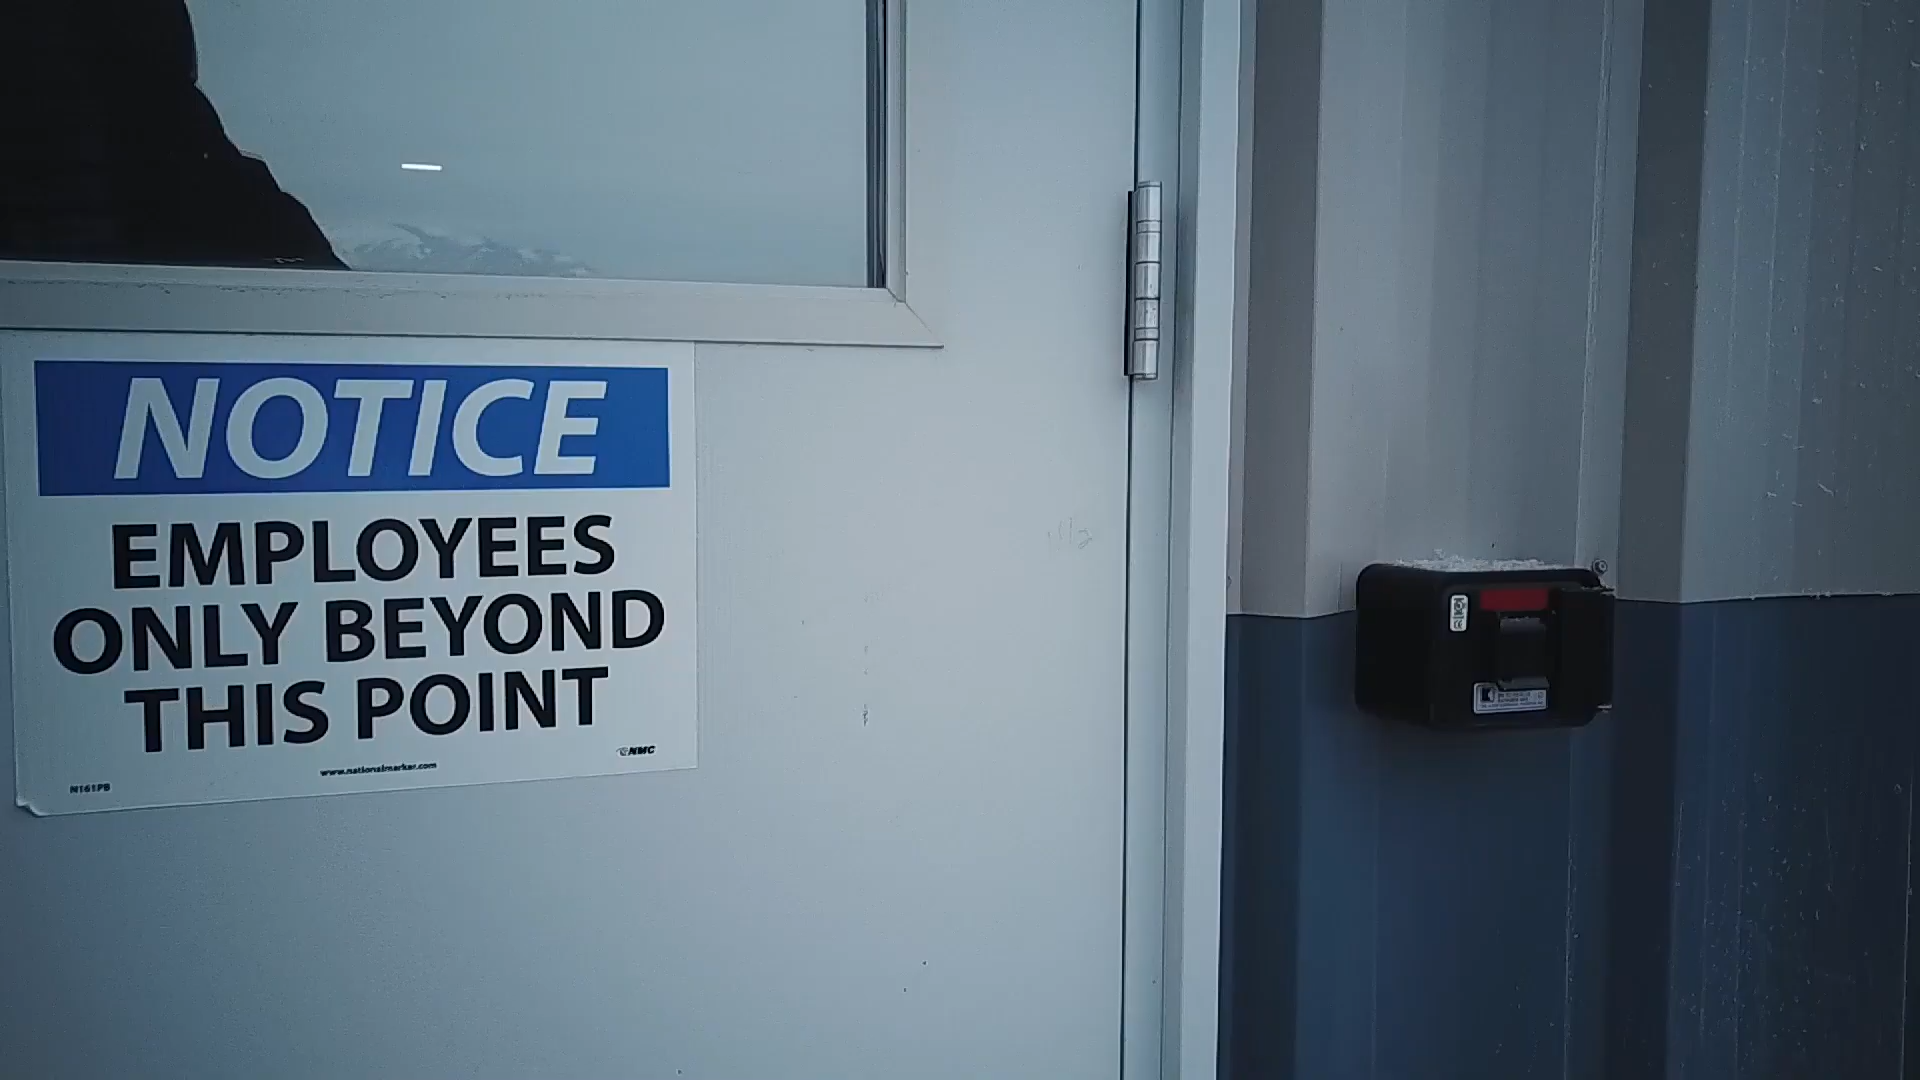 NOTICE
EMPLOYEES
ONLY BEYOND
THIS POINT
NMC
www.nationalmarker.com
N161PB